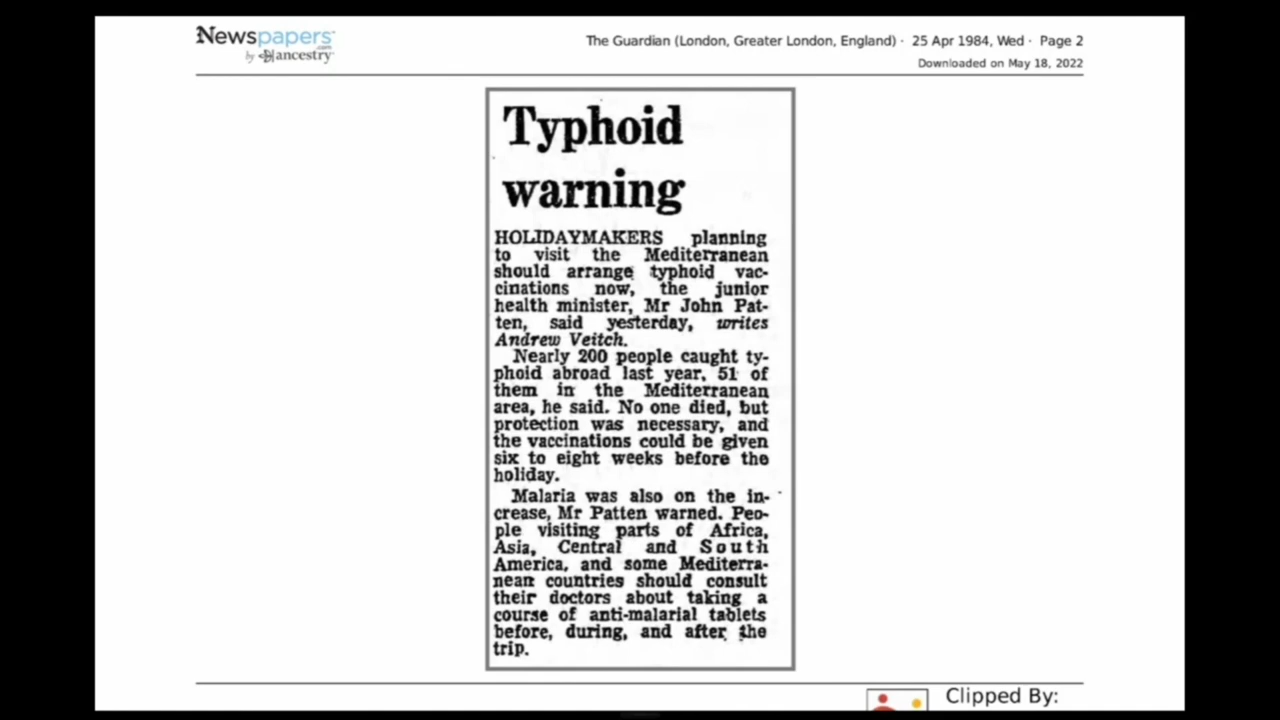 Newspapers
.com
by ancestry
The Guardian (London, Greater London, England) · 25 Apr 1984, Wed · Page 2
Downloaded on May 18, 2022
Typhoid
warning
HOLIDAYMAKERS planning
to visit the Mediterranean
should arrange typhoid vac-
cinations now, the junior
health minister, Mr John Pat-
ten, said yesterday, writes
Andrew Veitch.
Nearly 200 people caught ty-
phoid abroad last year, 51 of
them in the Mediterranean
area, he said. No one died, but
protection was necessary, and
the vaccinations could be given
six to eight weeks before the
holiday.
Malaria was also on the in-
crease, Mr Patten warned. Peo-
ple visiting parts of Africa,
Asia, Central and South
America, and some Mediterra-
nean countries should consult
their doctors about taking a
course of anti-malarial tablets
before, during, and after the
trip.
Clipped By: